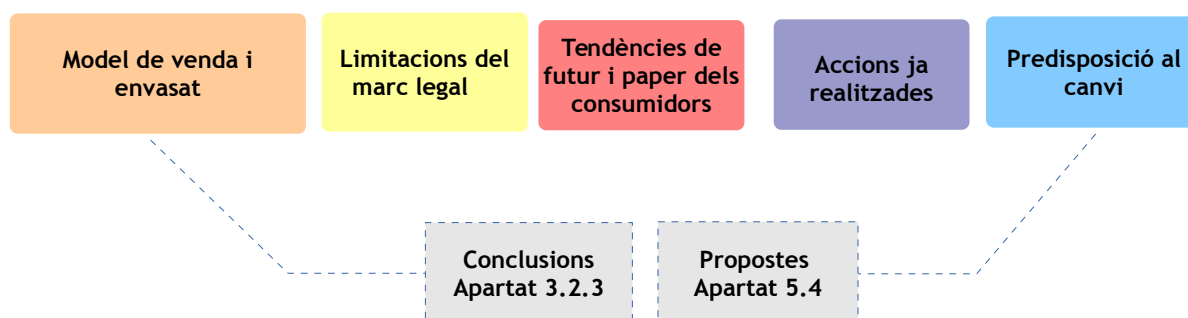 Model de venda i
envasat
Limitacions del
marc legal
Tendències de
futur i paper dels
consumidors
Accions ja
realitzades
Predisposició al
canvi
Conclusions
Apartat 3.2.3
Propostes
Apartat 5.4